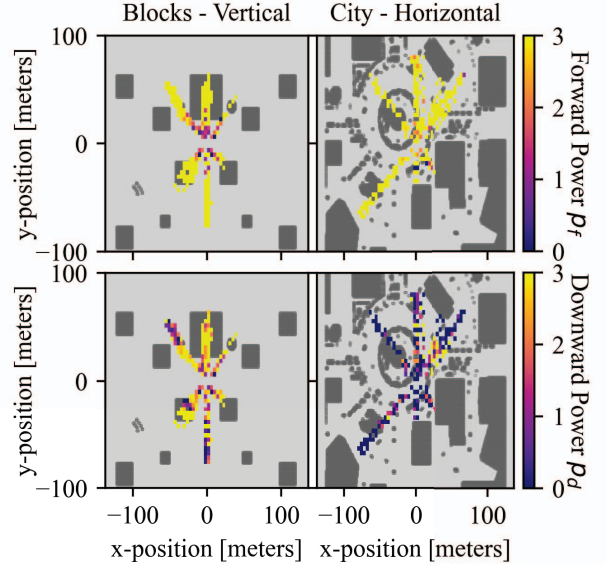 Blocks - Vertical
City - Horizontal
100
0
−100
y-position [meters]
3
2
1
0
Forward Power p_f
100
0
−100
y-position [meters]
3
2
1
0
Downward Power p_d
−100
0
100
−100
0
100
x-position [meters]
x-position [meters]